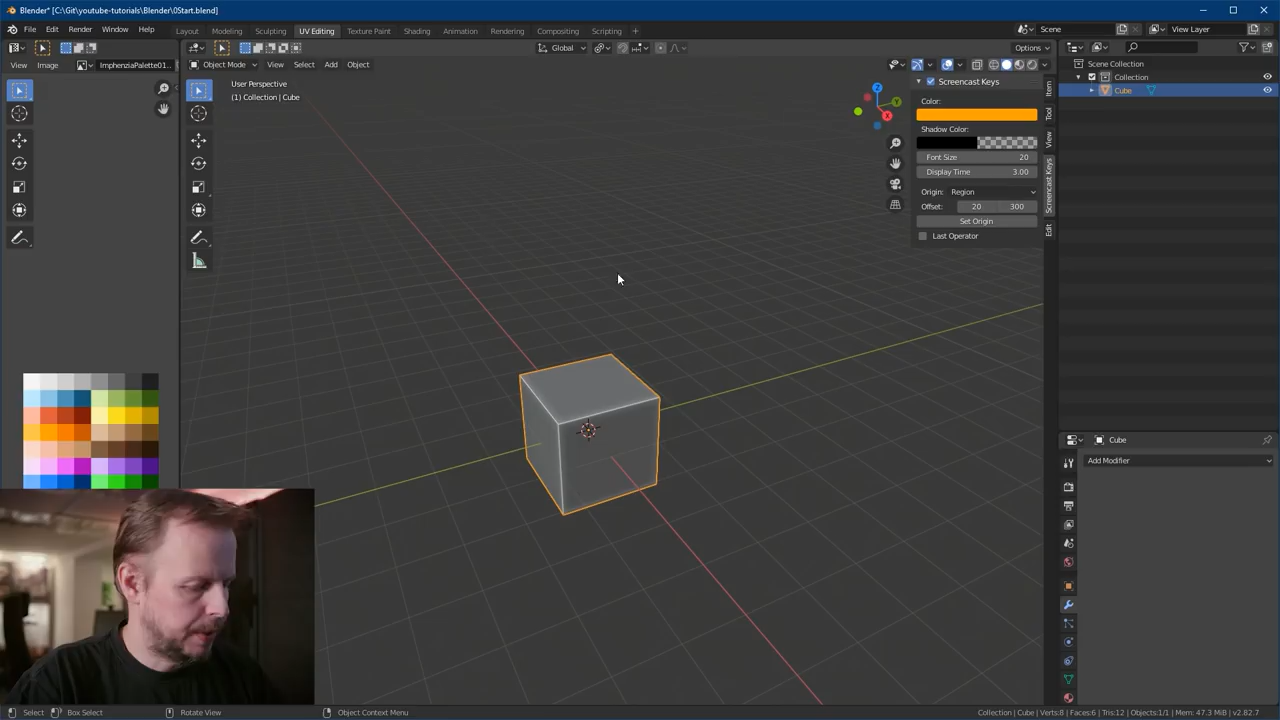 Blender* [C:\Git\youtube-tutorials\Blender\0Start.blend]
File Edit Render Window Help
Layout Modeling Sculpting UV Editing Texture Paint Shading Animation Rendering Compositing Scripting +
Scene
View Layer
Global
Options
View Image
ImphenziaPalette01...
Object Mode
View Select Add Object
User Perspective
(1) Collection | Cube
Z
Y
X
Screencast Keys
Color:
Shadow Color:
Font Size 20
Display Time 3.00
Origin: Region
Offset: 20 300
Set Origin
Last Operator
Item
Tool
View
Screencast Keys
Edit
Scene Collection
Collection
Cube
Cube
Add Modifier
Select
Box Select
Rotate View
Object Context Menu
Collection | Cube | Verts:8 | Faces:6 | Tris:12 | Objects:1/1 | Mem: 47.3 MiB | v2.82.7